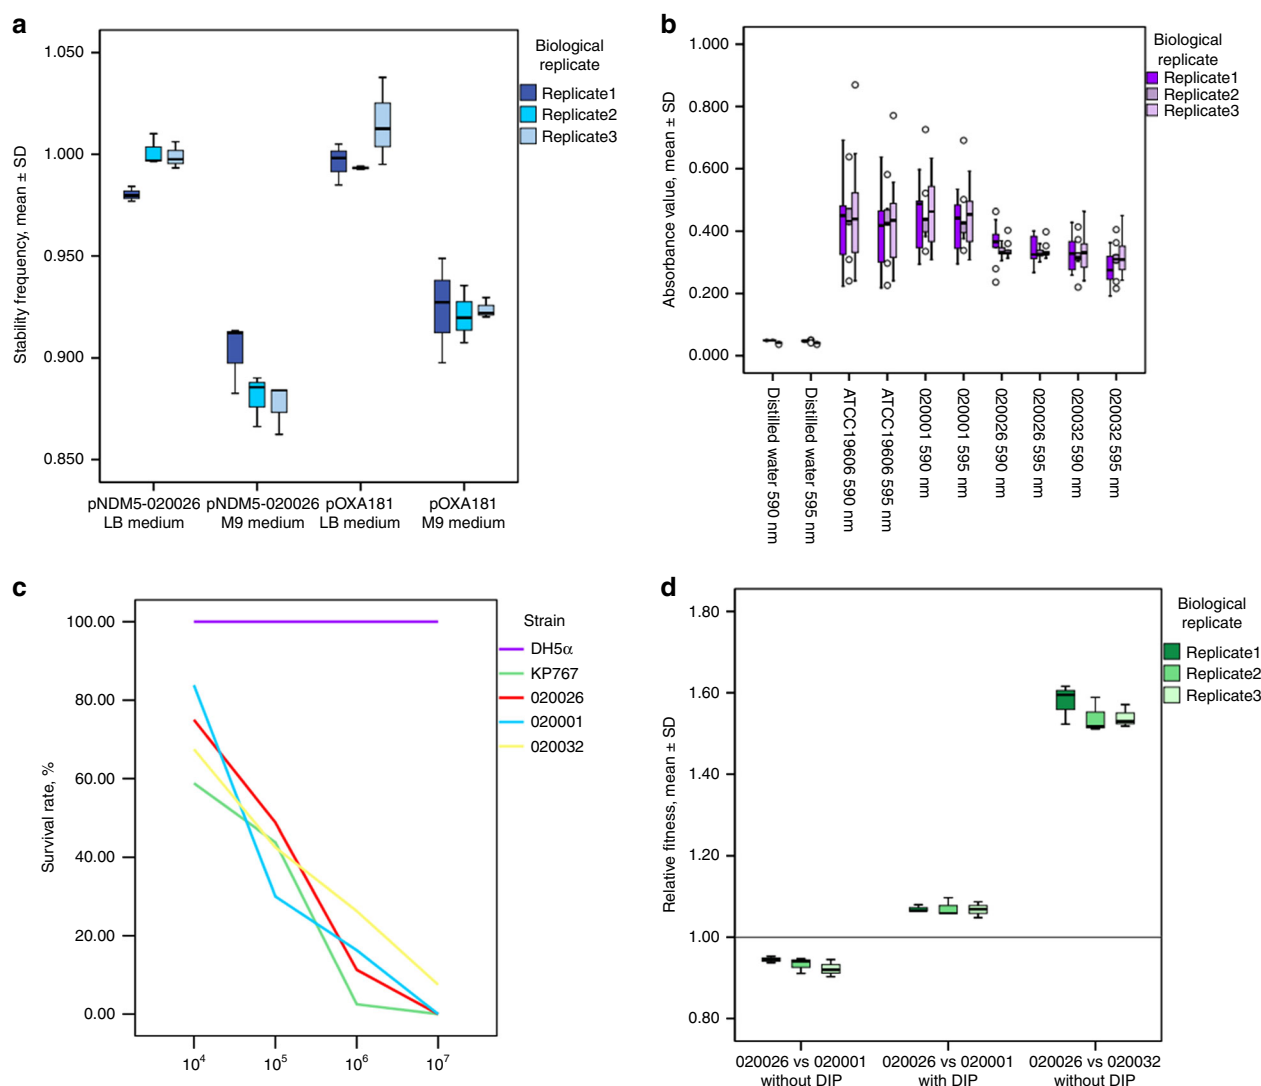 a
Stability frequency, mean ± SD
1.050
1.000
0.950
0.900
0.850
pNDM5-020026
LB medium
pNDM5-020026
M9 medium
pOXA181
LB medium
pOXA181
M9 medium
Biological
replicate
Replicate1
Replicate2
Replicate3
b
Absorbance value, mean ± SD
1.000
0.800
0.600
0.400
0.200
0.000
Distilled water 590 nm
Distilled water 595 nm
ATCC19606 590 nm
ATCC19606 595 nm
020001 590 nm
020001 595 nm
020026 590 nm
020026 595 nm
020032 590 nm
020032 595 nm
Biological
replicate
Replicate1
Replicate2
Replicate3
c
Survival rate, %
100.00
80.00
60.00
40.00
20.00
0.00
10⁴
10⁵
10⁶
10⁷
Strain
DH5α
KP767
020026
020001
020032
d
Relative fitness, mean ± SD
1.80
1.60
1.40
1.20
1.00
0.80
020026 vs 020001
without DIP
020026 vs 020001
with DIP
020026 vs 020032
without DIP
Biological
replicate
Replicate1
Replicate2
Replicate3